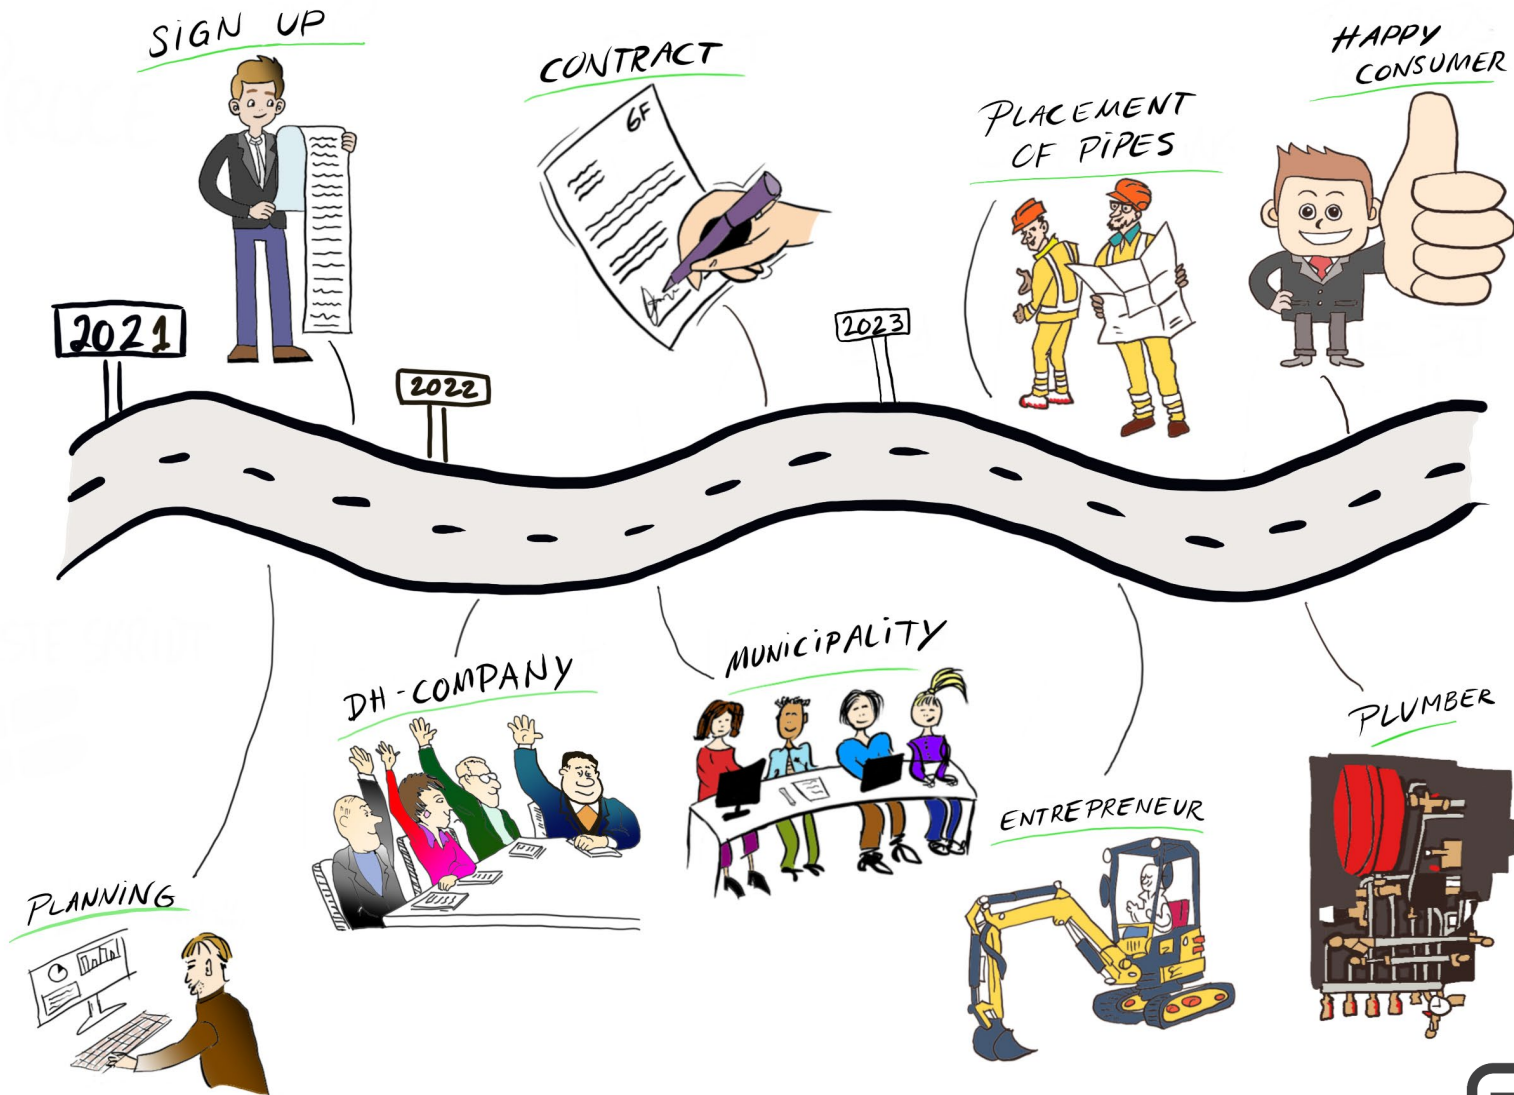 SIGN UP
CONTRACT
6F
PLACEMENT
OF PIPES
HAPPY
CONSUMER
2021
2022
2023
PLANNING
DH-COMPANY
MUNICIPALITY
ENTREPRENEUR
PLUMBER